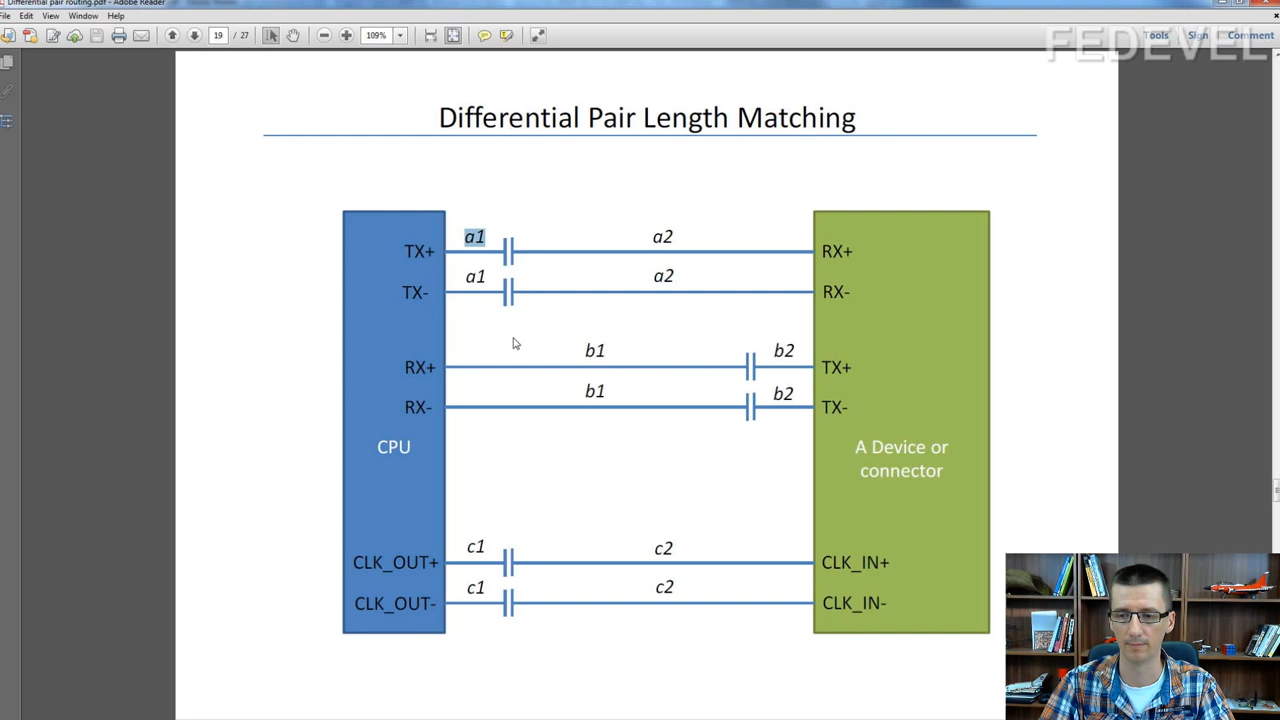 Differential pair routing.pdf - Adobe Reader
File Edit View Window Help
19 / 27 109% Tools Sign Comment
FEDEVEL
Differential Pair Length Matching
a1 a2
TX+ RX+
a1 a2
TX- RX-
b1 b2
RX+ TX+
b1 b2
RX- TX-
CPU
A Device or
connector
c1 c2
CLK_OUT+ CLK_IN+
c1 c2
CLK_OUT- CLK_IN-